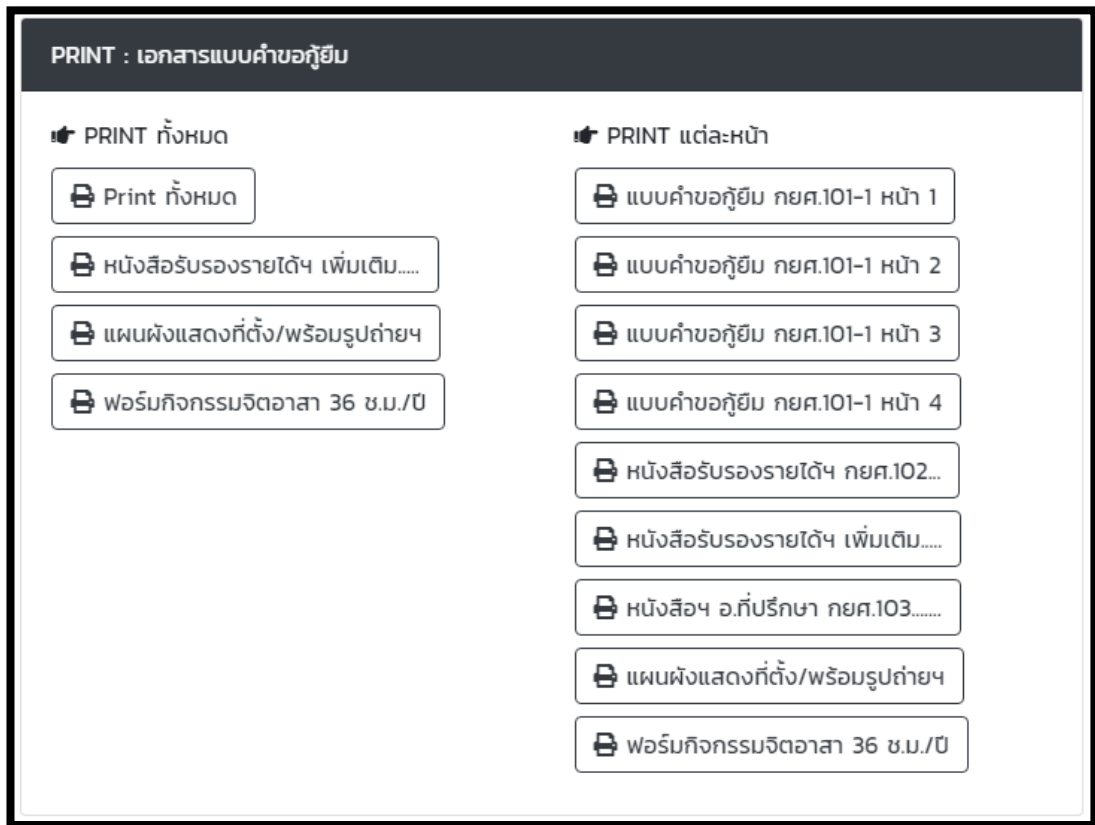 PRINT : เอกสารแบบคำขอกู้ยืม
PRINT ทั้งหมด
Print ทั้งหมด
หนังสือรับรองรายได้ฯ เพิ่มเติม.....
แผนผังแสดงที่ตั้ง/พร้อมรูปถ่ายฯ
ฟอร์มกิจกรรมจิตอาสา 36 ช.ม./ปี
PRINT แต่ละหน้า
แบบคำขอกู้ยืม กยศ.101-1 หน้า 1
แบบคำขอกู้ยืม กยศ.101-1 หน้า 2
แบบคำขอกู้ยืม กยศ.101-1 หน้า 3
แบบคำขอกู้ยืม กยศ.101-1 หน้า 4
หนังสือรับรองรายได้ฯ กยศ.102...
หนังสือรับรองรายได้ฯ เพิ่มเติม.....
หนังสือฯ อ.ที่ปรึกษา กยศ.103.......
แผนผังแสดงที่ตั้ง/พร้อมรูปถ่ายฯ
ฟอร์มกิจกรรมจิตอาสา 36 ช.ม./ปี